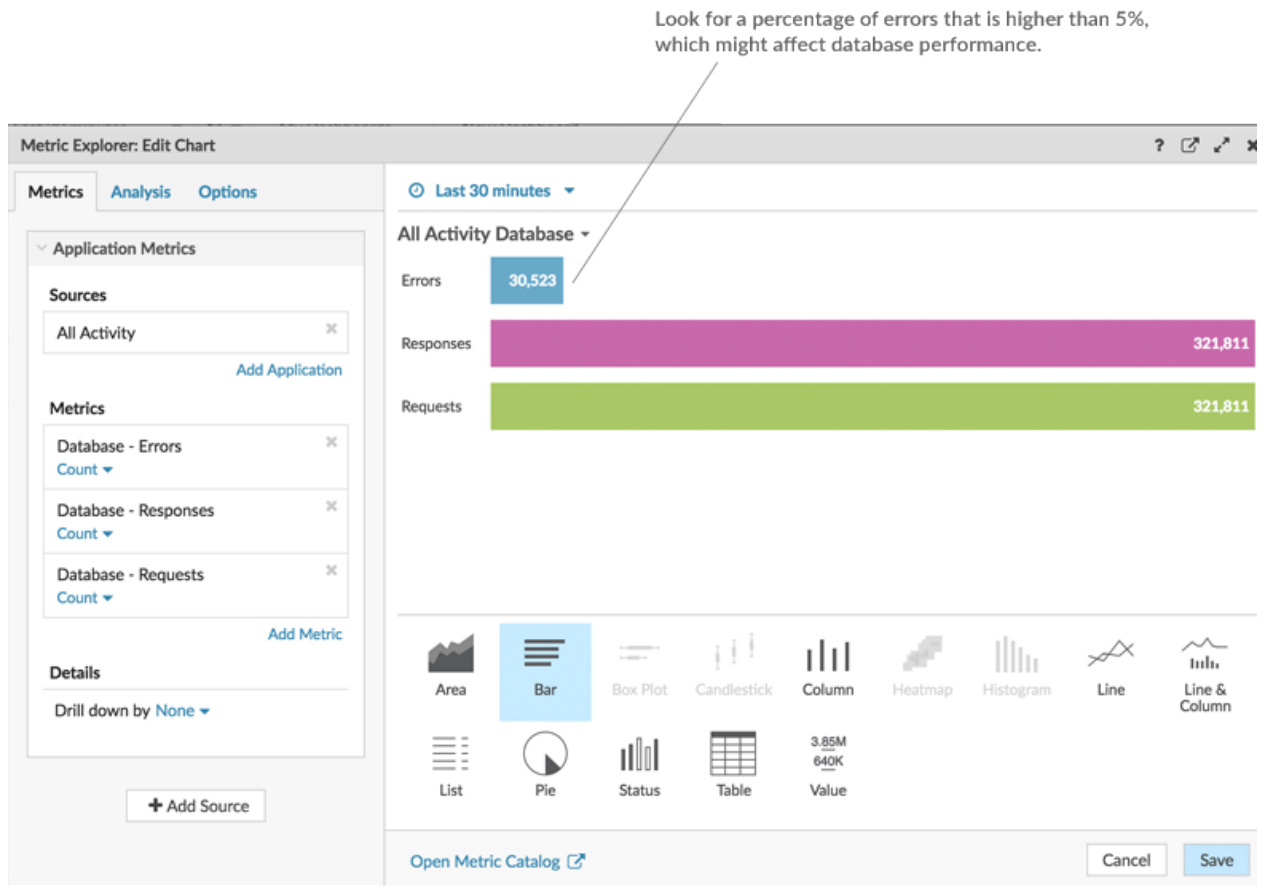 Look for a percentage of errors that is higher than 5%,
which might affect database performance.
Metric Explorer: Edit Chart
?
Metrics Analysis Options
Last 30 minutes
Application Metrics
Sources
All Activity
Add Application
Metrics
Database - Errors
Count
Database - Responses
Count
Database - Requests
Count
Add Metric
Details
Drill down by None
+ Add Source
All Activity Database
Errors 30,523
Responses 321,811
Requests 321,811
Area Bar Box Plot Candlestick Column Heatmap Histogram Line Line &
Column
3.85M
640K
List Pie Status Table Value
Open Metric Catalog
Cancel Save